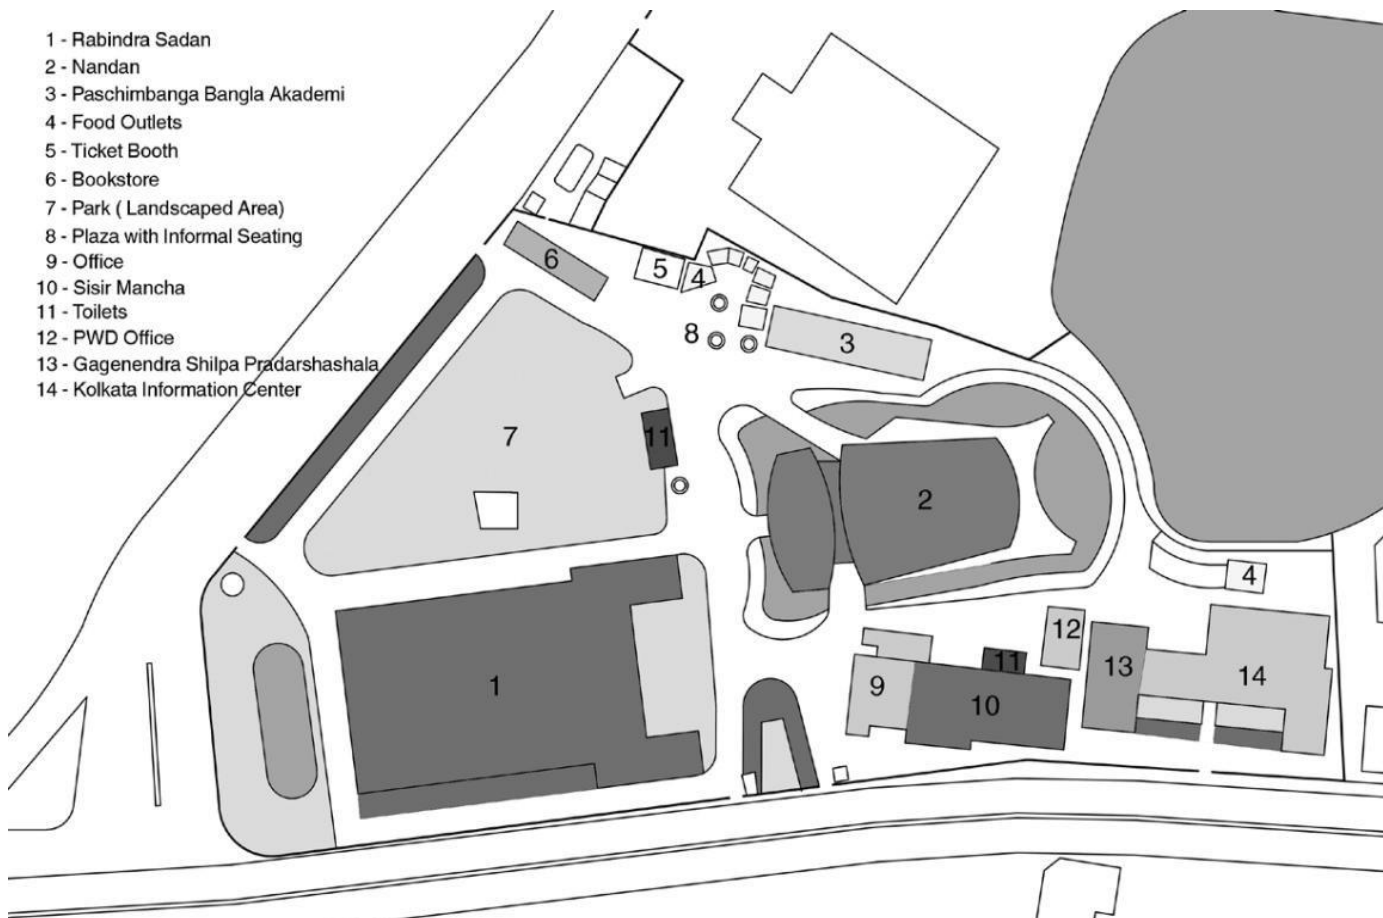 1 - Rabindra Sadan
2 - Nandan
3 - Paschimbanga Bangla Akademi
4 - Food Outlets
5 - Ticket Booth
6 - Bookstore
7 - Park ( Landscaped Area)
8 - Plaza with Informal Seating
9 - Office
10 - Sisir Mancha
11 - Toilets
12 - PWD Office
13 - Gagenendra Shilpa Pradarshashala
14 - Kolkata Information Center
6
5
4
8
3
7
11
2
4
12
11
13
14
9
10
1